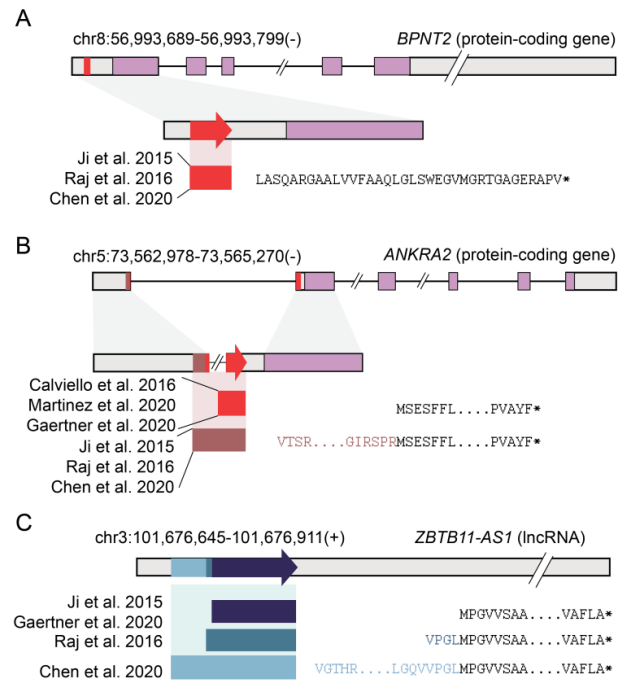 A
chr8:56,993,689-56,993,799(-) BPNT2 (protein-coding gene)
Ji et al. 2015
Raj et al. 2016
Chen et al. 2020
LASQARGAALVVFAAQLGLSWEGVMGRTGAGERAPV*
B
chr5:73,562,978-73,565,270(-) ANKRA2 (protein-coding gene)
Calviello et al. 2016
Martinez et al. 2020
Gaertner et al. 2020
Ji et al. 2015
Raj et al. 2016
Chen et al. 2020
MSESFFL....PVAYF*
VTSR....GIRSPRMSESFFL....PVAYF*
C
chr3:101,676,645-101,676,911(+) ZBTB11-AS1 (lncRNA)
Ji et al. 2015
Gaertner et al. 2020
MPGVVSAA....VAFLA*
Raj et al. 2016
VPGLMPGVVSAA....VAFLA*
Chen et al. 2020
VGTHR....LGQVVPGLMPGVVSAA....VAFLA*